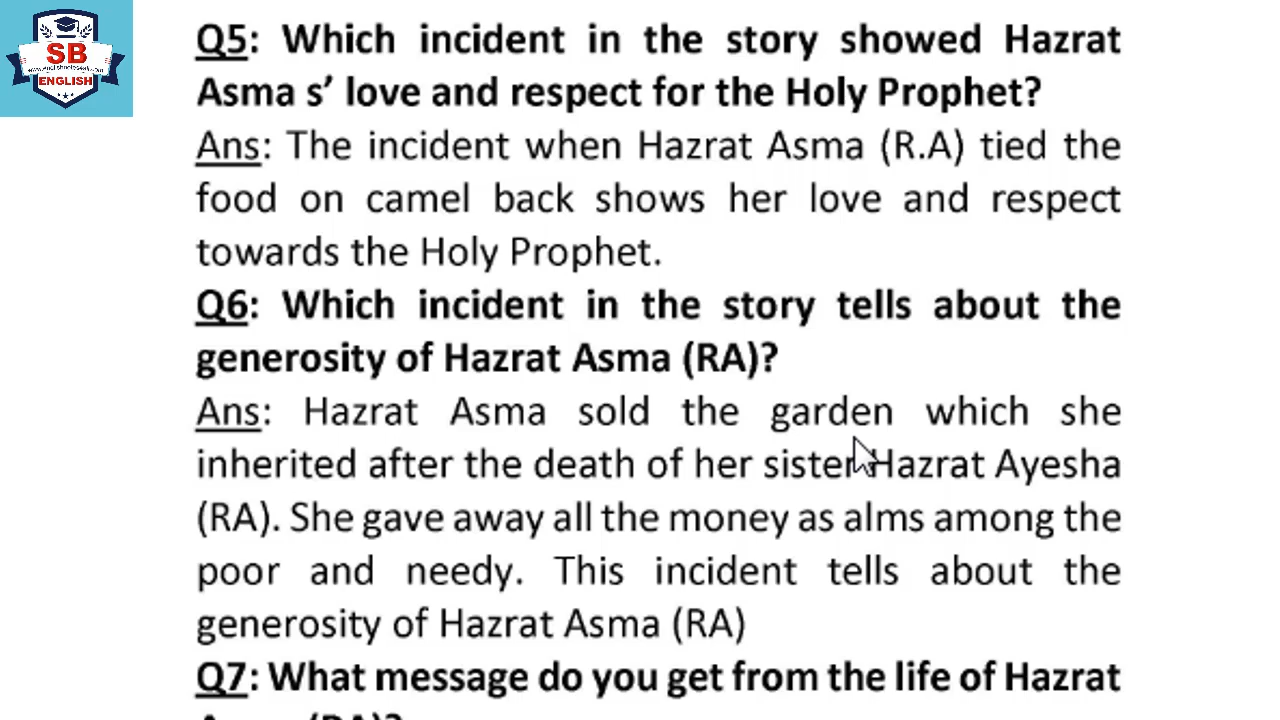 SB
ENGLISH
Q5: Which incident in the story showed Hazrat
Asma s’ love and respect for the Holy Prophet?
Ans: The incident when Hazrat Asma (R.A) tied the
food on camel back shows her love and respect
towards the Holy Prophet.
Q6: Which incident in the story tells about the
generosity of Hazrat Asma (RA)?
Ans: Hazrat Asma sold the garden which she
inherited after the death of her sister Hazrat Ayesha
(RA). She gave away all the money as alms among the
poor and needy. This incident tells about the
generosity of Hazrat Asma (RA)
Q7: What message do you get from the life of Hazrat